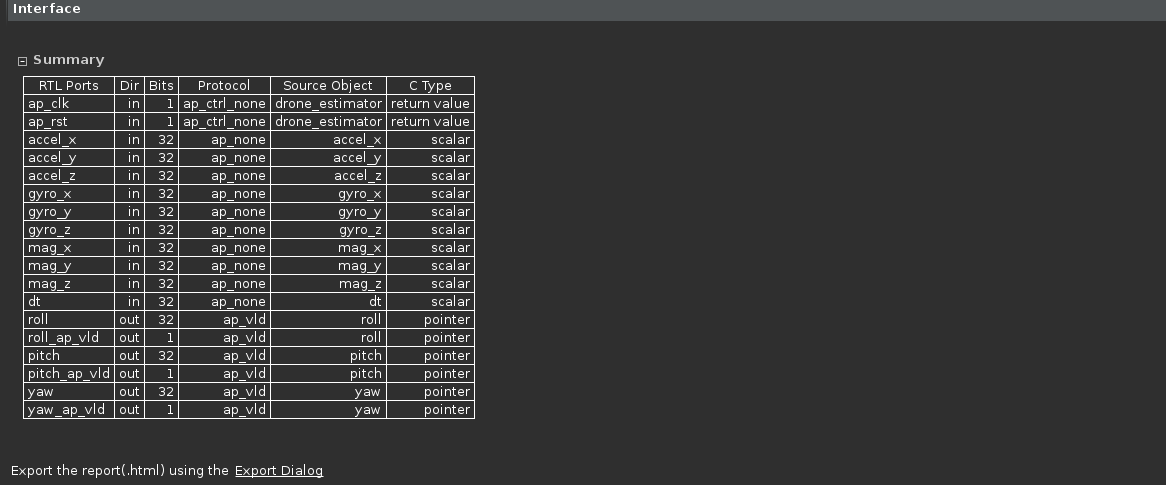 Interface
Summary
RTL Ports Dir Bits Protocol Source Object C Type
ap_clk in 1 ap_ctrl_none drone_estimator return value
ap_rst in 1 ap_ctrl_none drone_estimator return value
accel_x in 32 ap_none accel_x scalar
accel_y in 32 ap_none accel_y scalar
accel_z in 32 ap_none accel_z scalar
gyro_x in 32 ap_none gyro_x scalar
gyro_y in 32 ap_none gyro_y scalar
gyro_z in 32 ap_none gyro_z scalar
mag_x in 32 ap_none mag_x scalar
mag_y in 32 ap_none mag_y scalar
mag_z in 32 ap_none mag_z scalar
dt in 32 ap_none dt scalar
roll out 32 ap_vld roll pointer
roll_ap_vld out 1 ap_vld roll pointer
pitch out 32 ap_vld pitch pointer
pitch_ap_vld out 1 ap_vld pitch pointer
yaw out 32 ap_vld yaw pointer
yaw_ap_vld out 1 ap_vld yaw pointer
Export the report(.html) using the Export Dialog